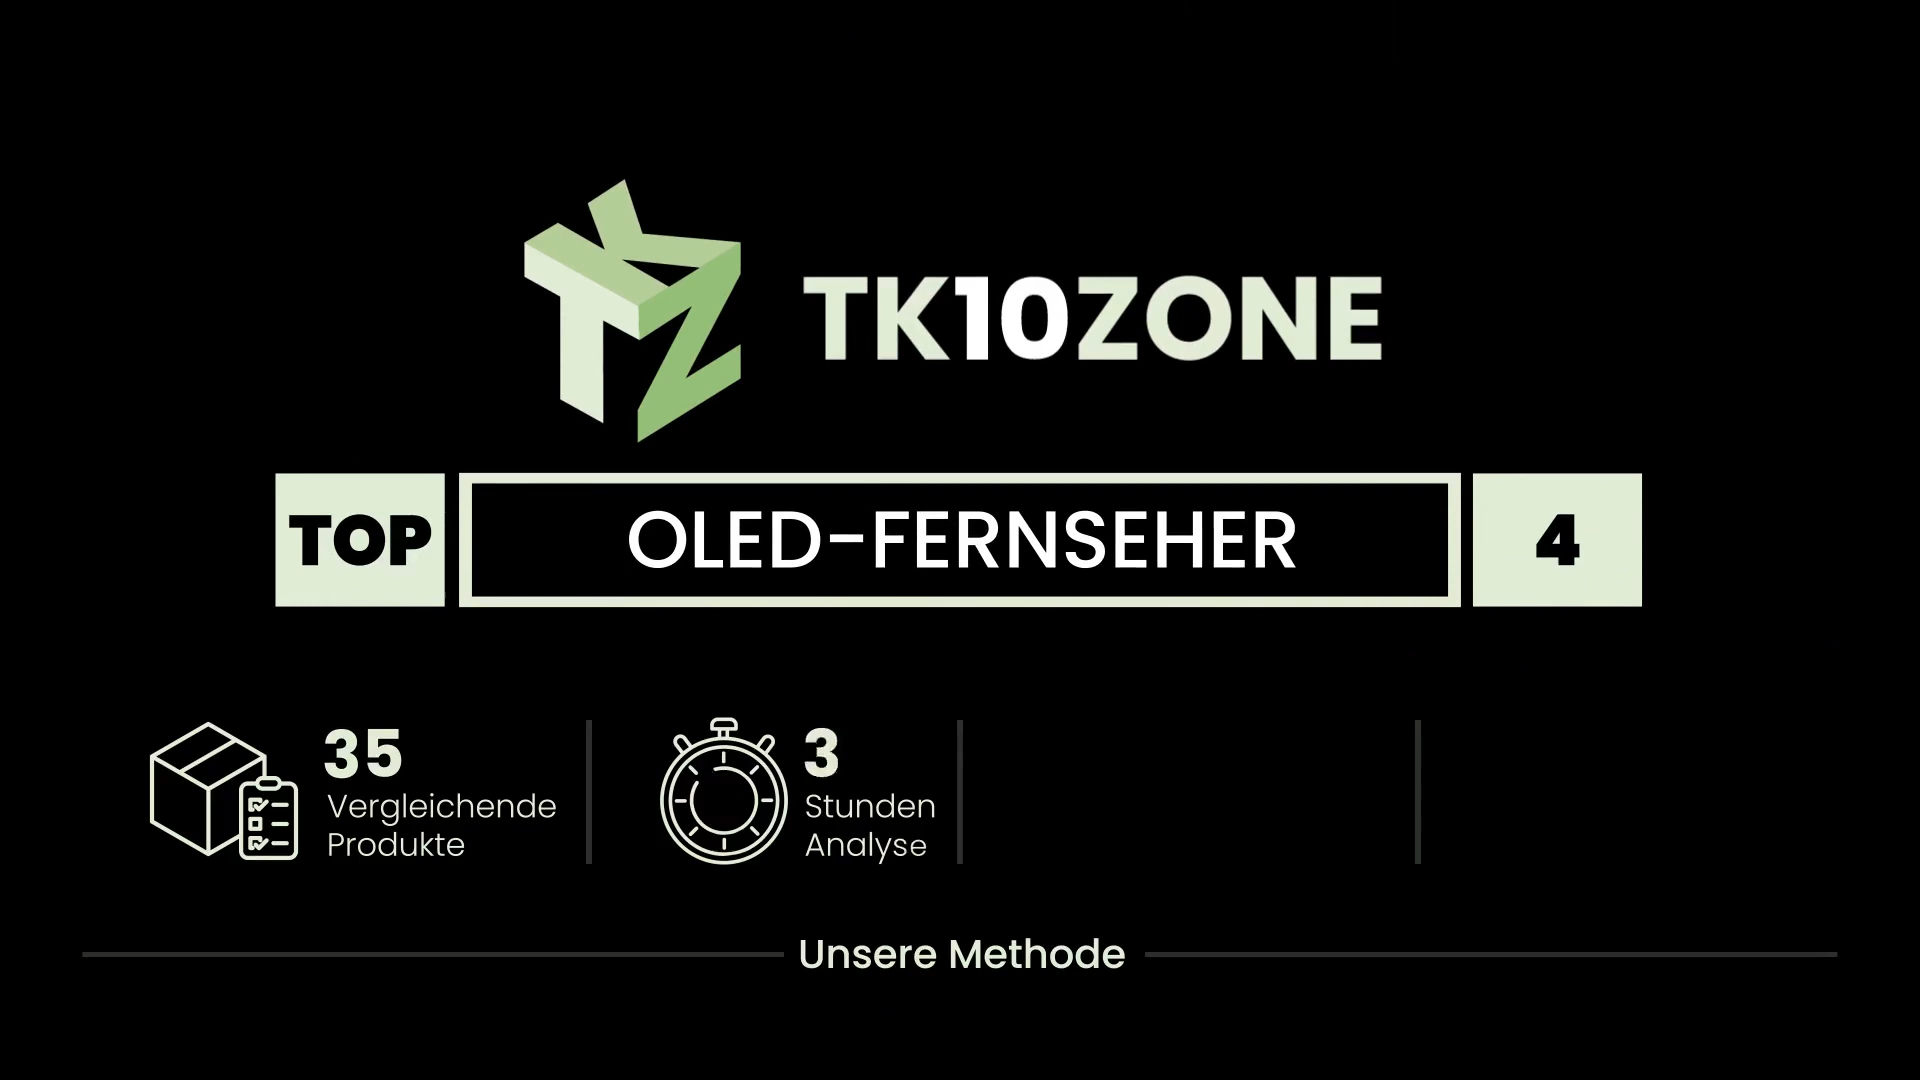 TK10ZONE
TOP OLED-FERNSEHER 4
35
Vergleichende
Produkte
3
Stunden
Analyse
Unsere Methode